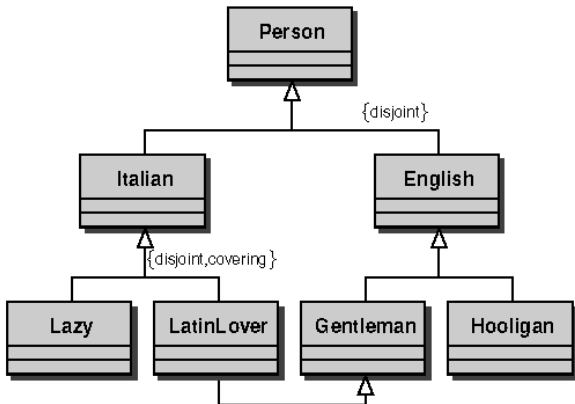 Person
{disjoint}
Italian
English
{disjoint,covering}
Lazy
LatinLover
Gentleman
Hooligan